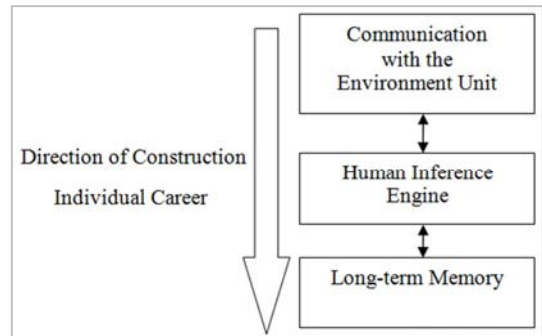 Communication
with the
Environment Unit
Direction of Construction
Individual Career
Human Inference
Engine
Long-term Memory